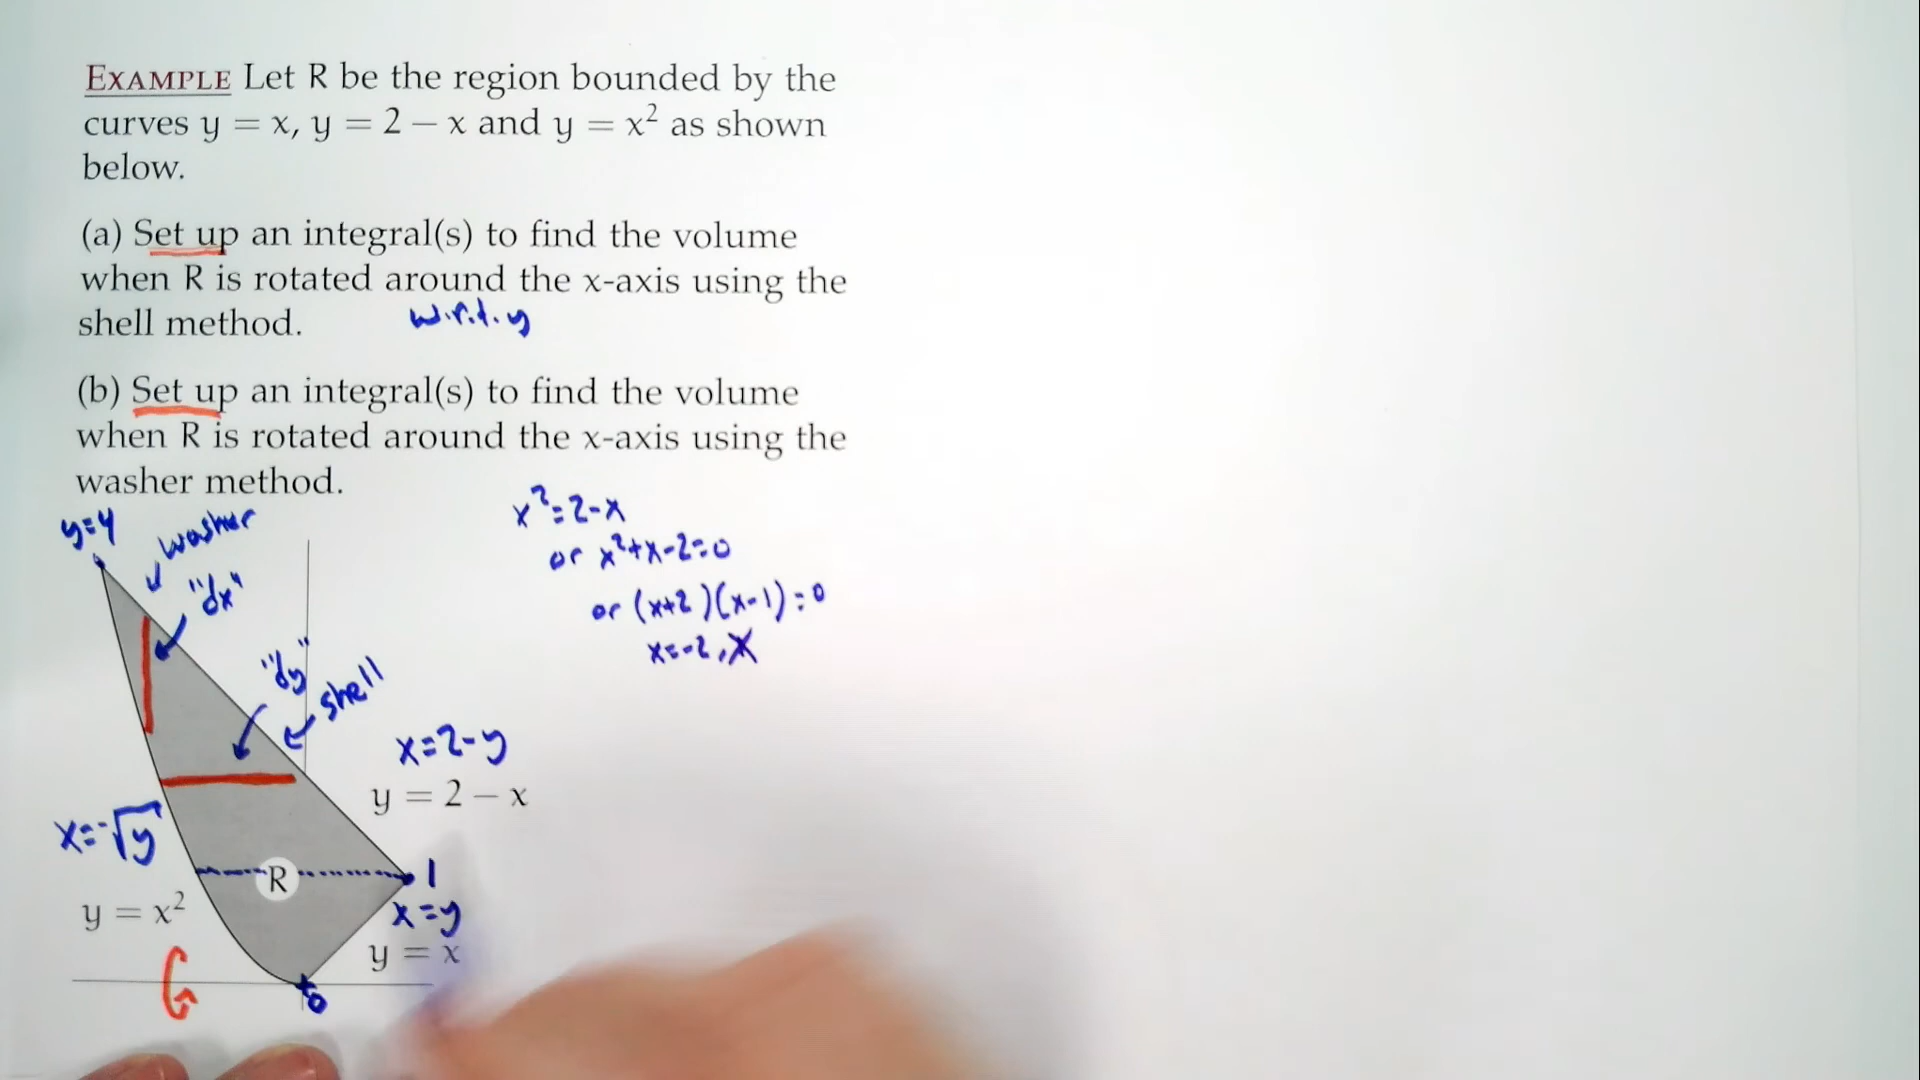 EXAMPLE Let R be the region bounded by the
curves y = x, y = 2 − x and y = x² as shown
below.
(a) Set up an integral(s) to find the volume
when R is rotated around the x-axis using the
shell method. w.r.t. y
(b) Set up an integral(s) to find the volume
when R is rotated around the x-axis using the
washer method.
x²=2-x
or x²+x-2=0
or (x+2)(x-1)=0
x=-2, x
y=4
washer
"dx"
"dy"
shell
x=2-y
y = 2 − x
x=-√y
R
1
y = x²
x=y
y = x
0